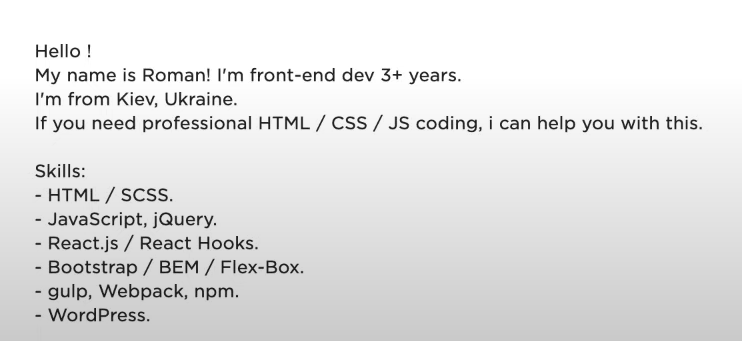 Hello !
My name is Roman! I'm front-end dev 3+ years.
I'm from Kiev, Ukraine.
If you need professional HTML / CSS / JS coding, i can help you with this.
Skills:
- HTML / SCSS.
- JavaScript, jQuery.
- React.js / React Hooks.
- Bootstrap / BEM / Flex-Box.
- gulp, Webpack, npm.
- WordPress.